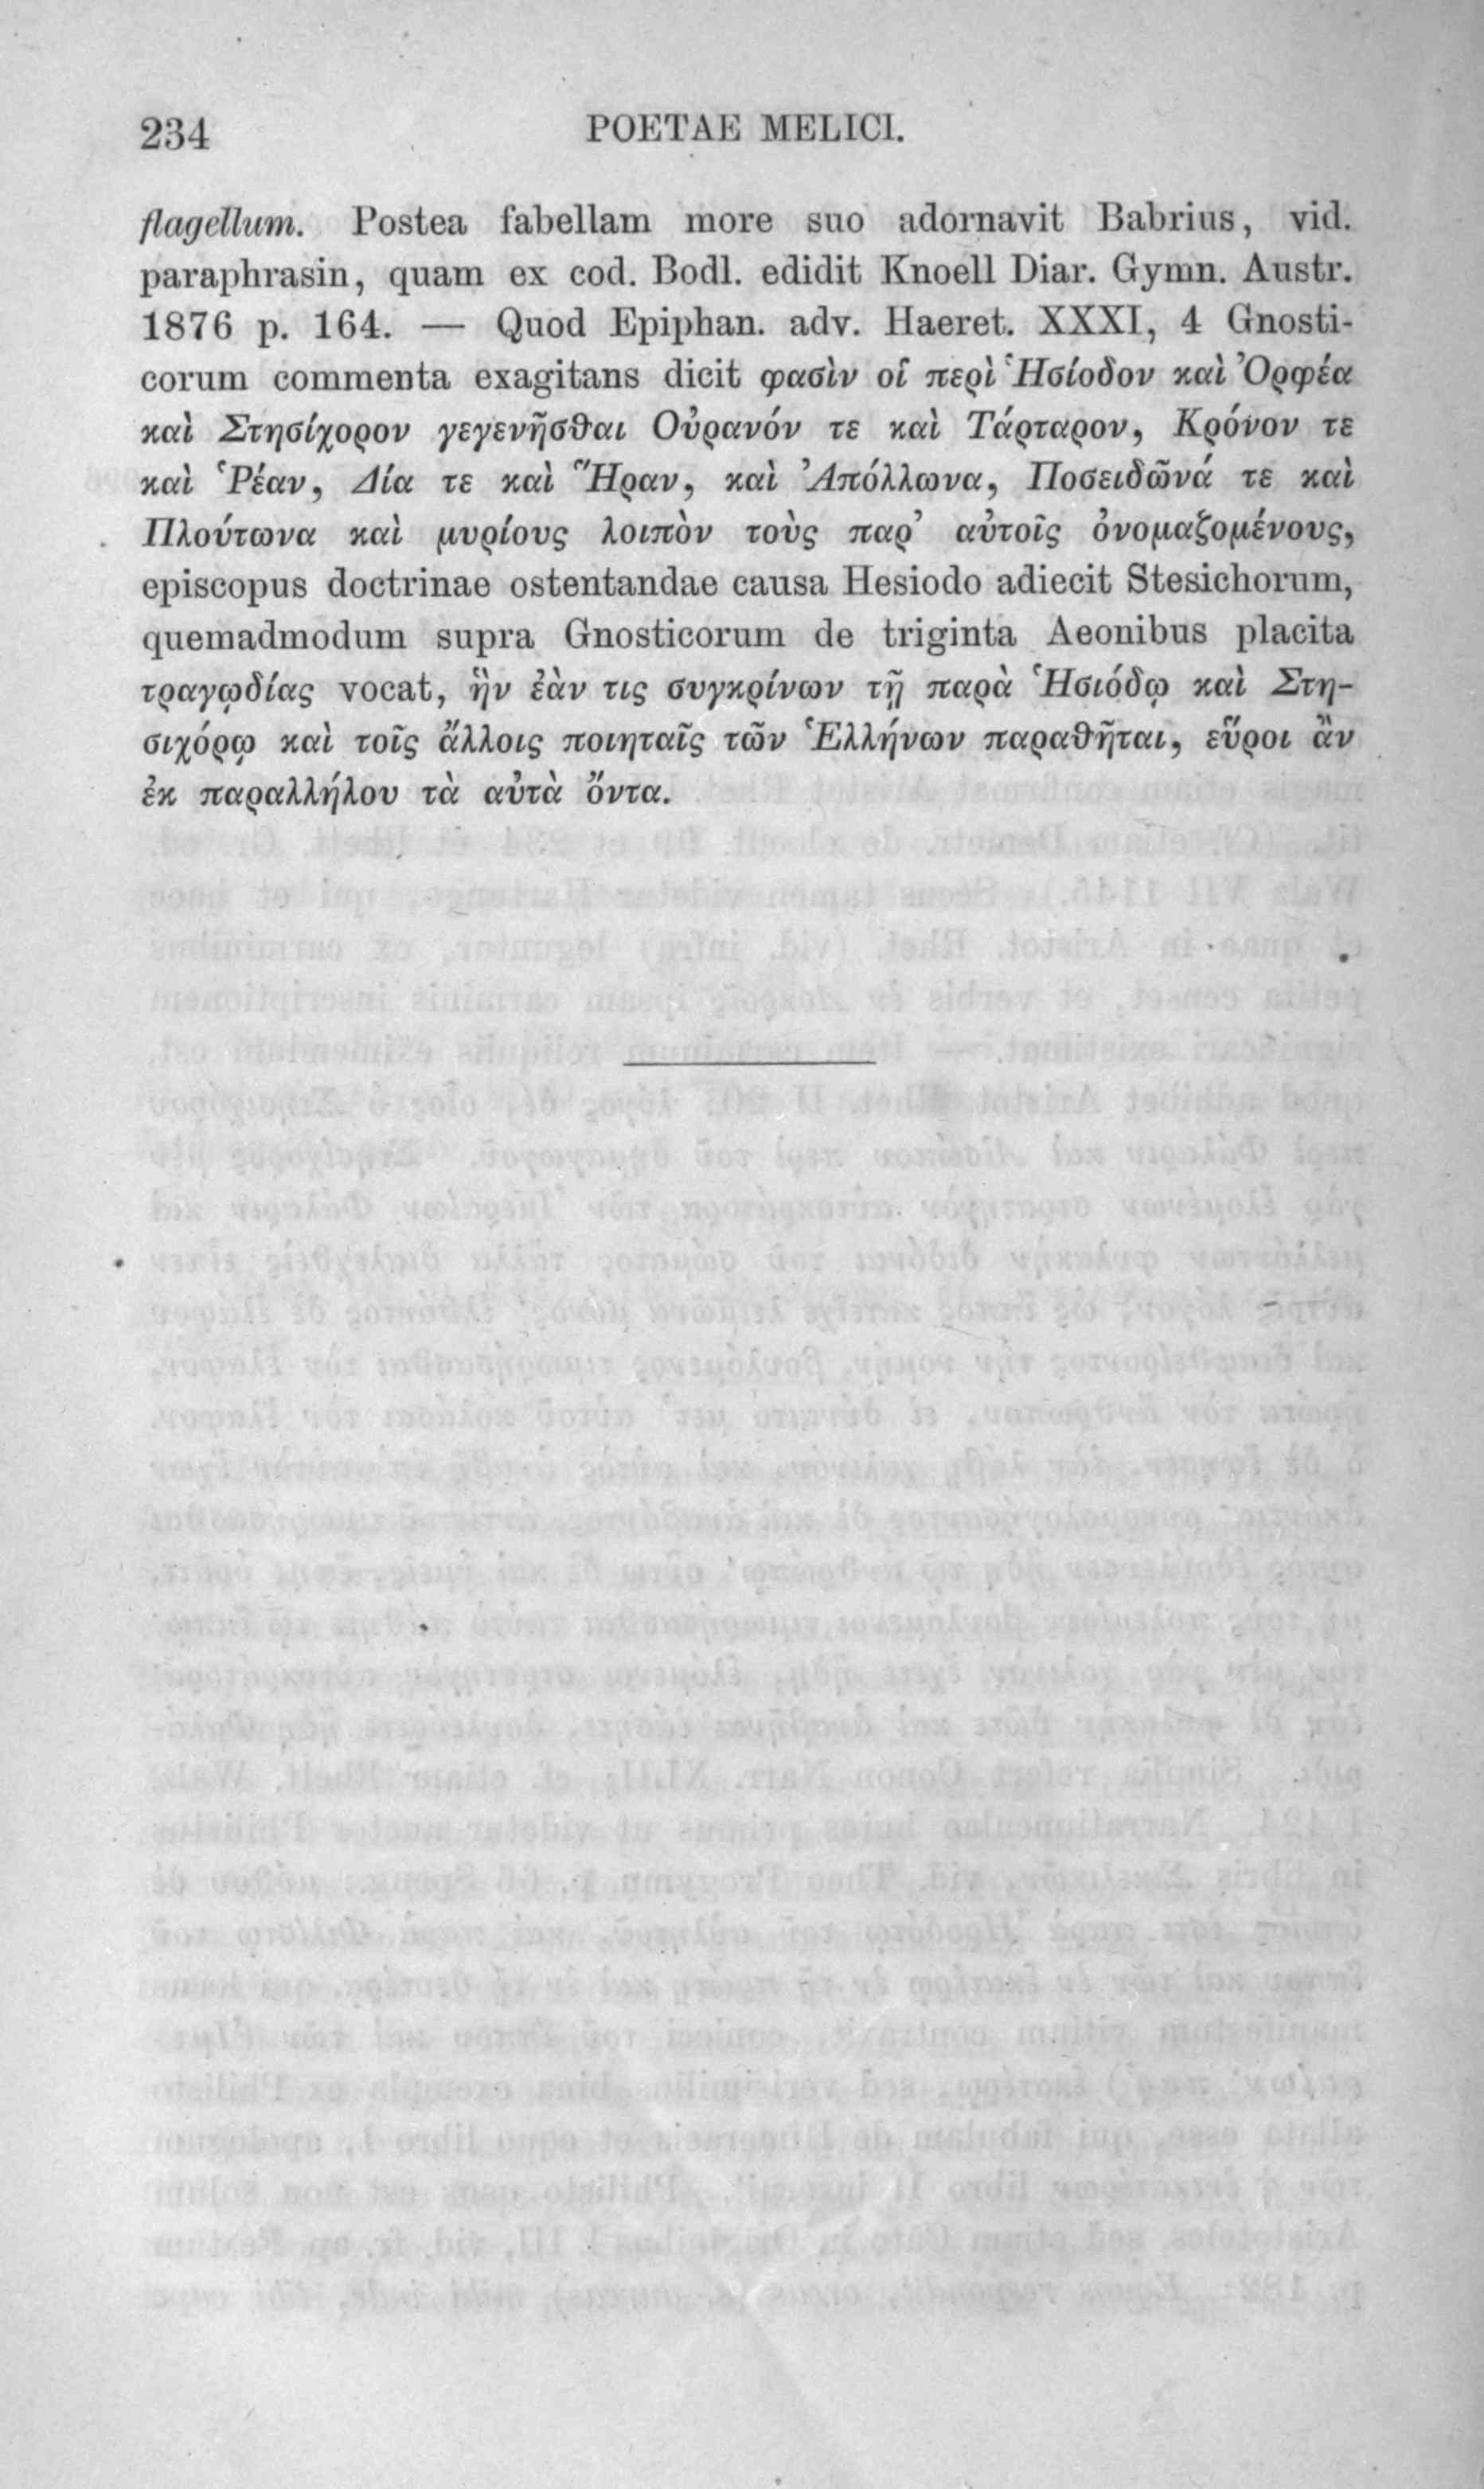 234 POETAE MELICI.
flagellum. Postea fabellam more suo adornavit Babrius, vid.
paraphrasin, quam ex cod. Bodl. edidit Knoell Diar. Gymn. Austr.
1876 p. 164. — Quod Epiphan. adv. Haeret. XXXI, 4 Gnosti-
corum commenta exagitans dicit φασὶν οἱ περὶ Ἡσίοδον καὶ Ὀρφέα
καὶ Στησίχορον γεγενῆσθαι Οὐρανόν τε καὶ Τάρταρον, Κρόνον τε
καὶ Ῥέαν, Δία τε καὶ Ἥραν, καὶ Ἀπόλλωνα, Ποσειδῶνά τε καὶ
Πλούτωνα καὶ μυρίους λοιπὸν τοὺς παρ’ αὐτοῖς ὀνομαζομένους,
episcopus doctrinae ostentandae causa Hesiodo adiecit Stesichorum,
quemadmodum supra Gnosticorum de triginta Aeonibus placita
τραγῳδίας vocat, ἣν ἐὰν τις συγκρίνων τῇ παρὰ Ἡσιόδῳ καὶ Στη-
σιχόρῳ καὶ τοῖς ἄλλοις ποιηταῖς τῶν Ἑλλήνων παραθῆται, εὕροι ἂν
ἐκ παραλλήλου τὰ αὐτὰ ὄντα.